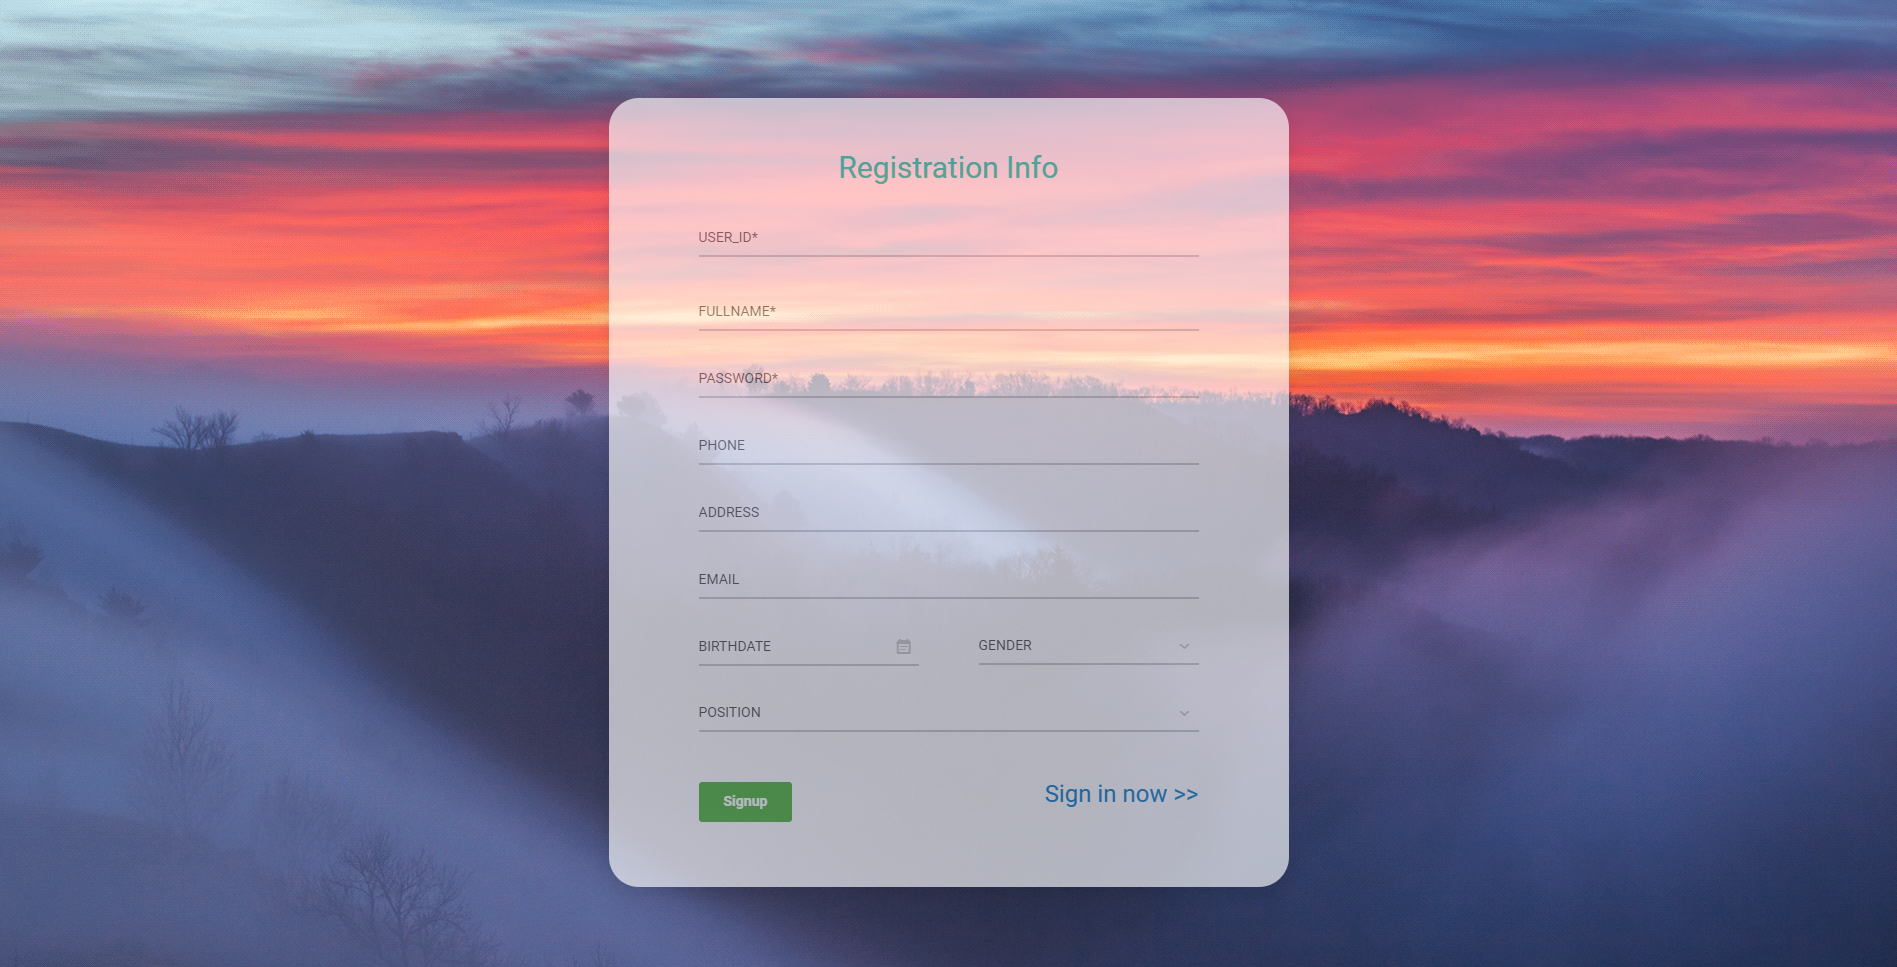 Registration Info
USER_ID*
FULLNAME*
PASSWORD*
PHONE
ADDRESS
EMAIL
BIRTHDATE GENDER
POSITION
Signup Sign in now >>